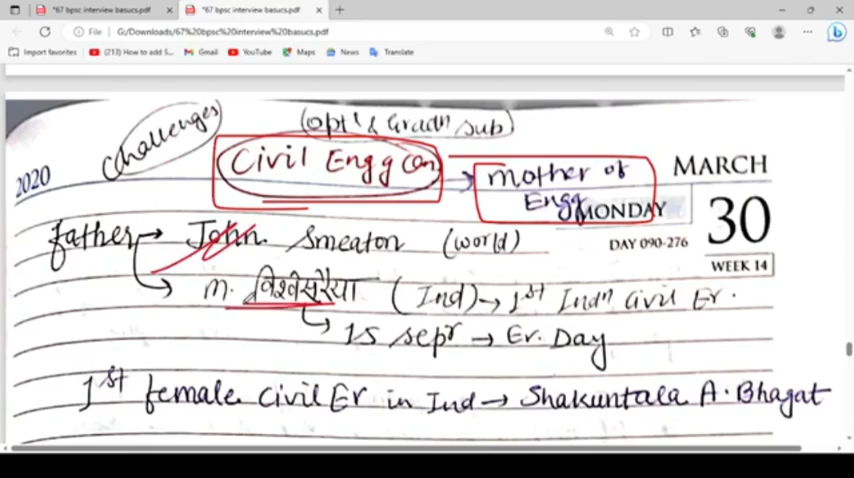 "67 bpsc interview basucs.pdf
"67 bpsc interview basucs.pdf
File | G:/Downloads/67%20bpsc%20interview%20basucs.pdf
Import favorites (213) How to add S... Gmail YouTube Maps News Translate
challenges
(optl & Gradn sub)
2020
Civil Engg
mother of Engg
MARCH
MONDAY
30
DAY 090-276
WEEK 14
father → John Smeaton (world)
→ M. विश्वेसरैया (Ind) → 1st Indn civil Er.
→ 15 sepr → Er. Day
1st female civil Er in Ind → Shakuntala A. Bhagat